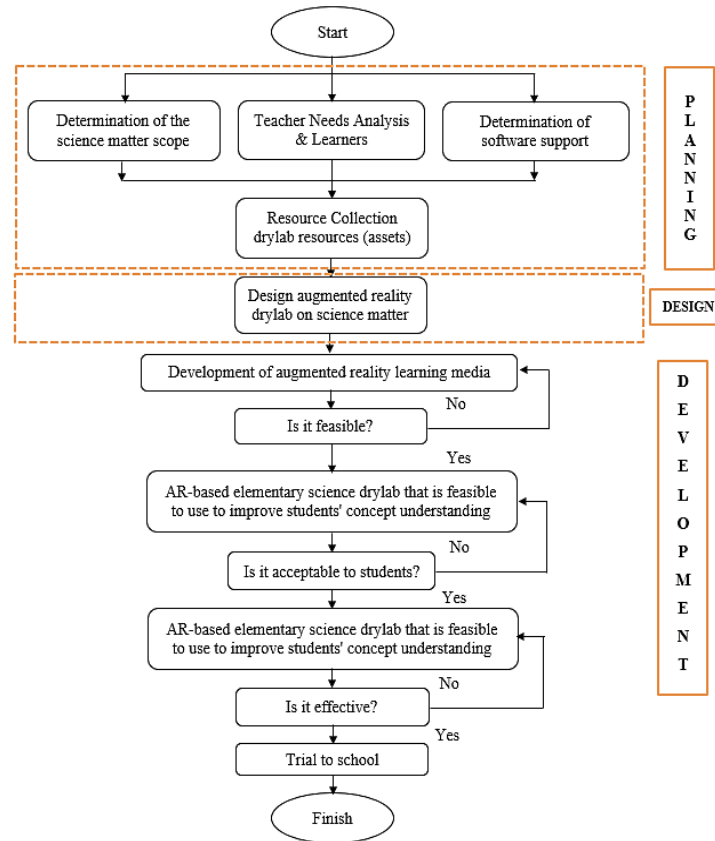 Start
Determination of the
science matter scope
Teacher Needs Analysis
& Learners
Determination of
software support
Resource Collection
drylab resources (assets)
PLANNING
Design augmented reality
drylab on science matter
DESIGN
Development of augmented reality learning media
No
Is it feasible?
Yes
AR-based elementary science drylab that is feasible
to use to improve students' concept understanding
No
Is it acceptable to students?
Yes
AR-based elementary science drylab that is feasible
to use to improve students' concept understanding
No
Is it effective?
Yes
Trial to school
Finish
DEVELOPMENT